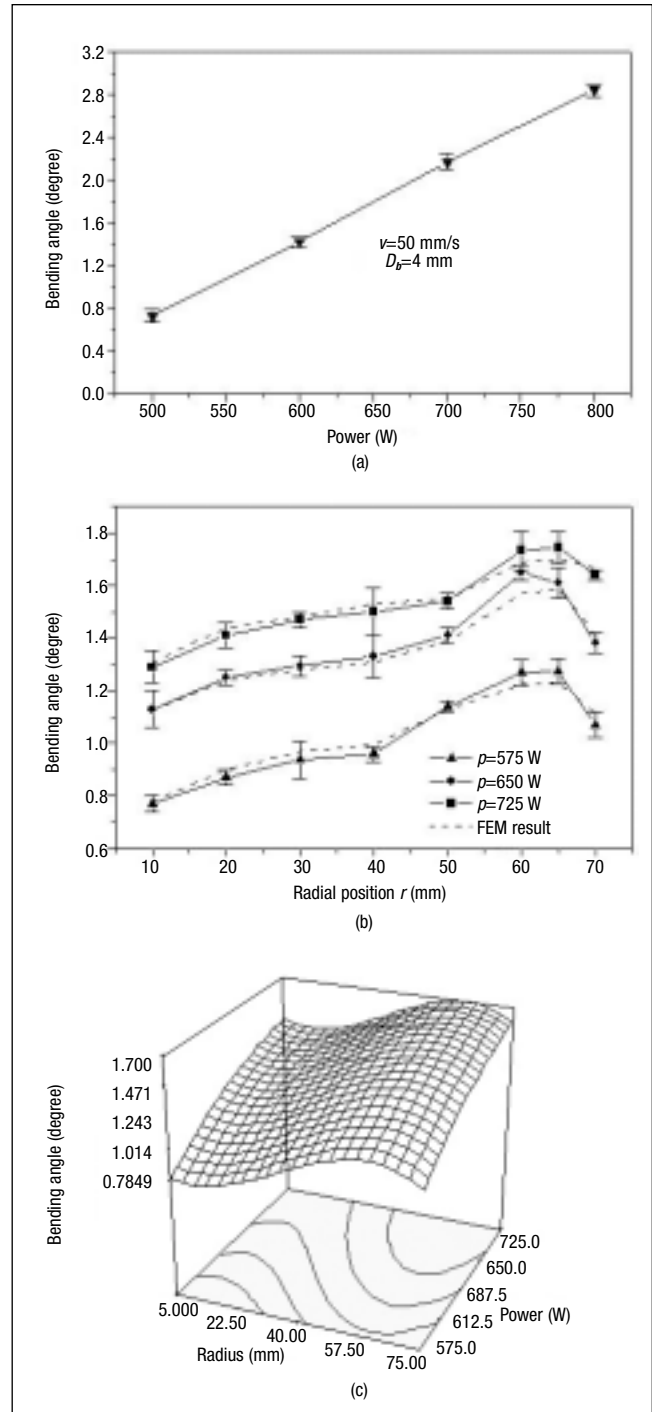 3.2
2.8
2.4
2.0
1.6
1.2
0.8
0.4
0.0
Bending angle (degree)
v=50 mm/s
D_b=4 mm
500 550 600 650 700 750 800
Power (W)
(a)
1.8
1.6
1.4
1.2
1.0
0.8
0.6
Bending angle (degree)
p=575 W
p=650 W
p=725 W
FEM result
10 20 30 40 50 60 70
Radial position r (mm)
(b)
1.700
1.471
1.243
1.014
0.7849
Bending angle (degree)
725.0
650.0
687.5
612.5
575.0
Power (W)
5.000
22.50
40.00
57.50
75.00
Radius (mm)
(c)